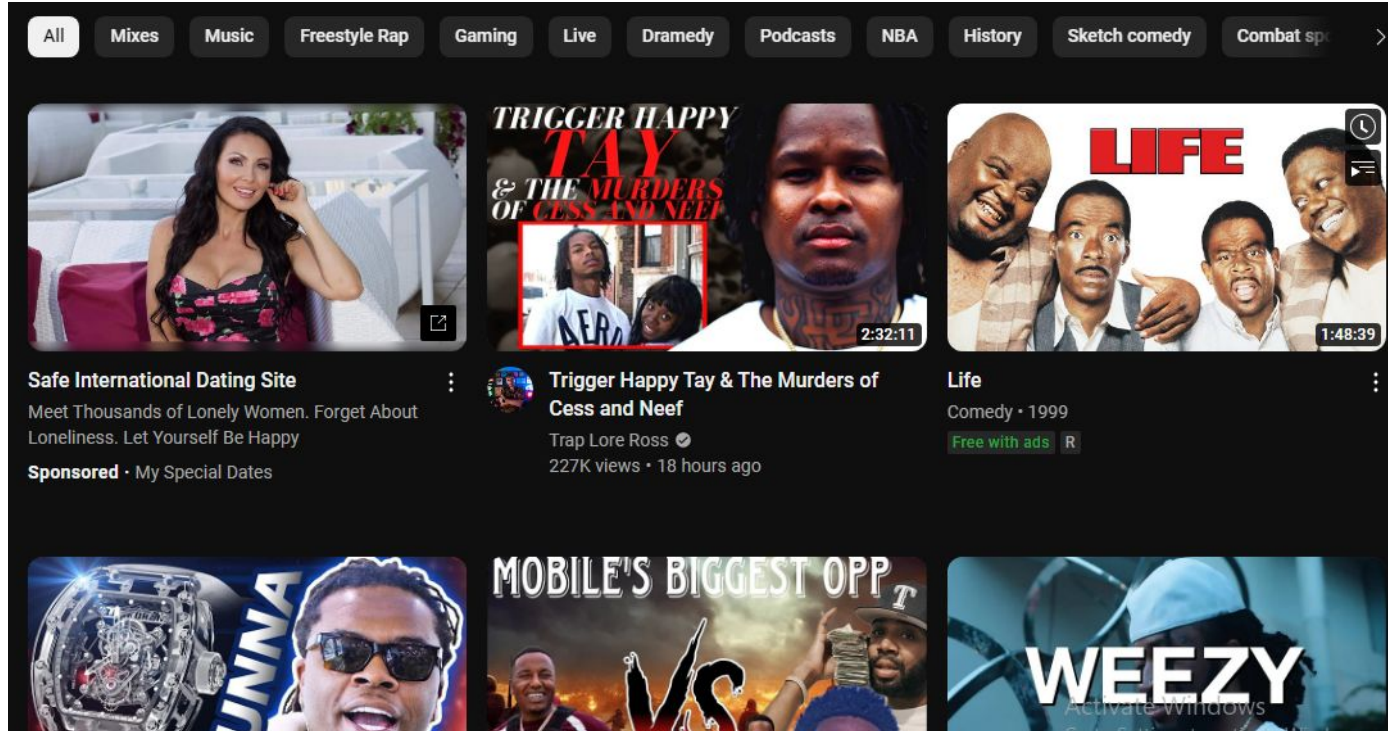 All
Mixes
Music
Freestyle Rap
Gaming
Live
Dramedy
Podcasts
NBA
History
Sketch comedy
Combat
TRIGGER HAPPY
TAY
& THE MURDERS
OF CESS AND NEEF
AERO
2:32:11
LIFE
1:48:39
Safe International Dating Site
Meet Thousands of Lonely Women. Forget About
Loneliness. Let Yourself Be Happy
Sponsored · My Special Dates
Trigger Happy Tay & The Murders of
Cess and Neef
Trap Lore Ross
227K views • 18 hours ago
Life
Comedy • 1999
Free with ads R
UNNA
MOBILE'S BIGGEST OPP
T
VS
WEEZY
Activate Windows